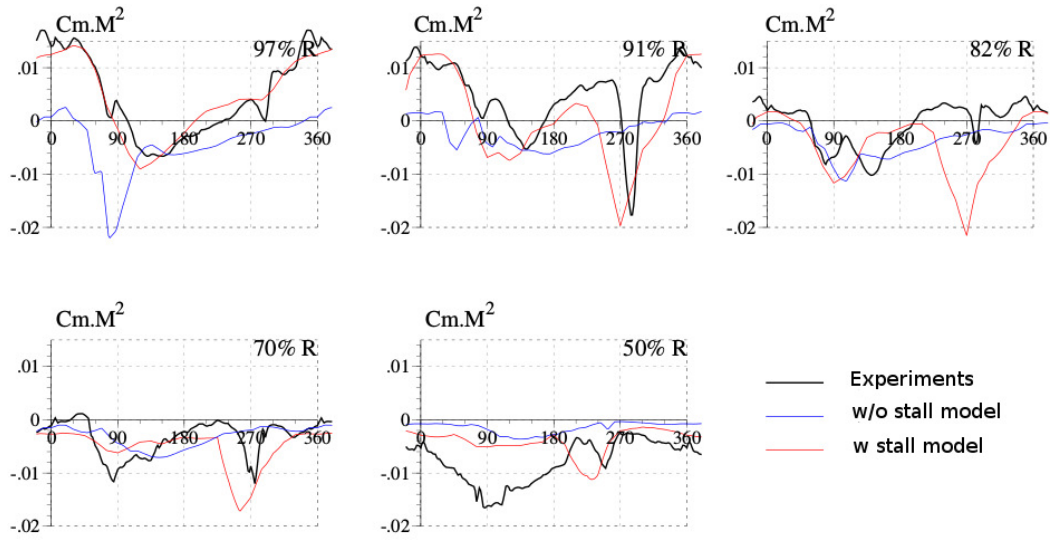 Cm.M²
97% R
.01
0
-.01
-.02
0 90 180 270 360
Cm.M²
91% R
.01
0
-.01
-.02
0 90 180 270 360
Cm.M²
82% R
.01
0
-.01
-.02
0 90 180 270 360
Cm.M²
70% R
.01
0
-.01
-.02
0 90 180 270 360
Cm.M²
50% R
.01
0
-.01
-.02
0 90 180 270 360
Experiments
w/o stall model
w stall model